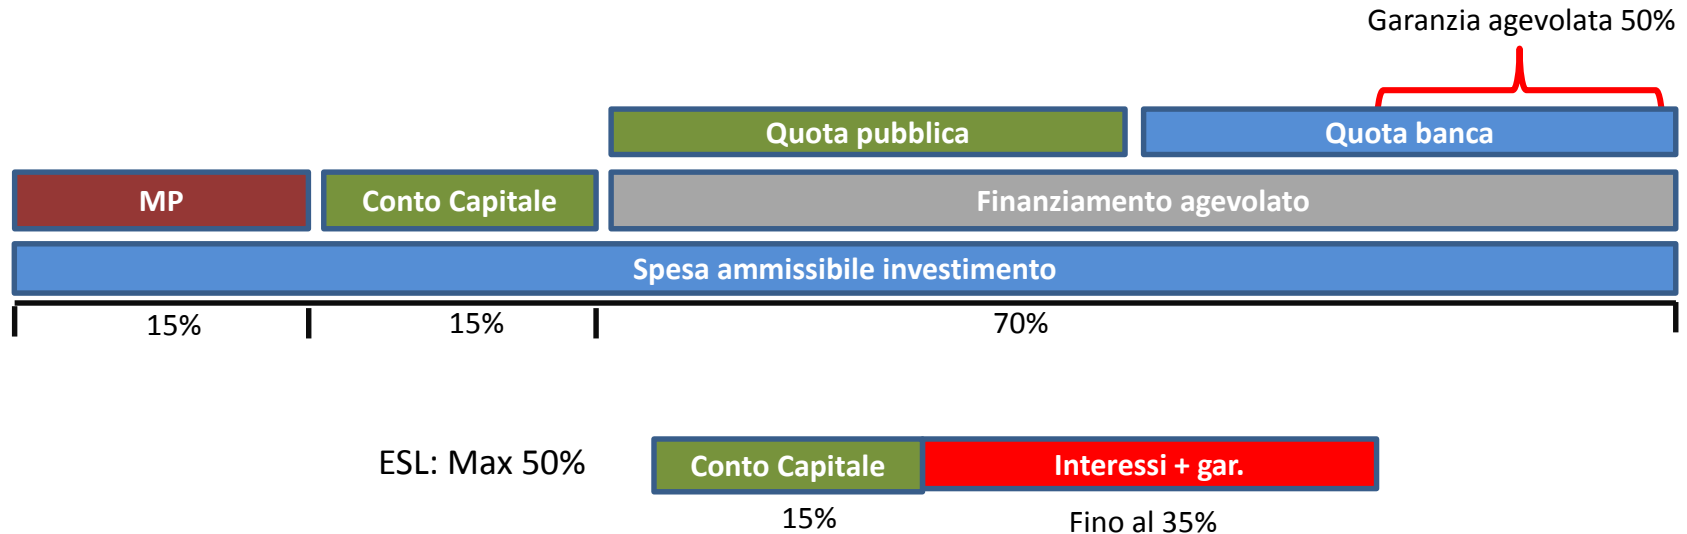 Garanzia agevolata 50%
Quota pubblica
Quota banca
MP
Conto Capitale
Finanziamento agevolato
Spesa ammissibile investimento
15%
15%
70%
ESL: Max 50%
Conto Capitale
Interessi + gar.
15%
Fino al 35%